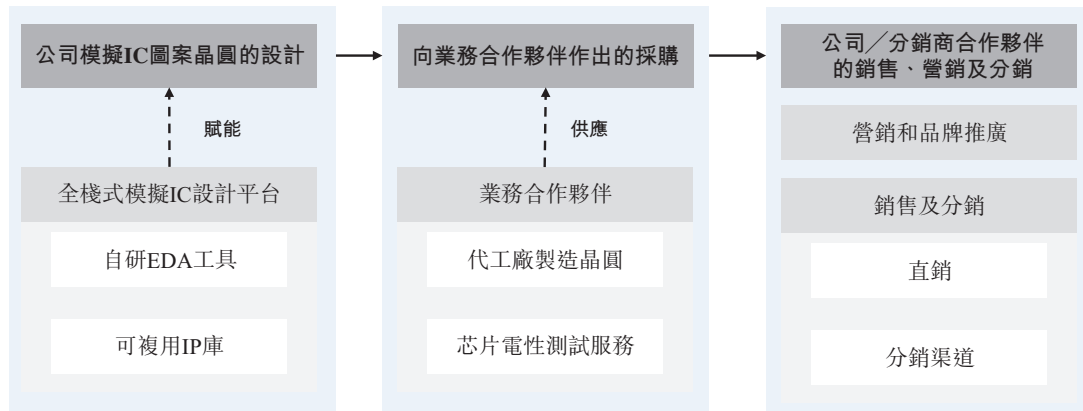 公司模擬IC圖案晶圓的設計
賦能
全棧式模擬IC設計平台
自研EDA工具
可複用IP庫
向業務合作夥伴作出的採購
供應
業務合作夥伴
代工廠製造晶圓
芯片電性測試服務
公司／分銷商合作夥伴
的銷售、營銷及分銷
營銷和品牌推廣
銷售及分銷
直銷
分銷渠道